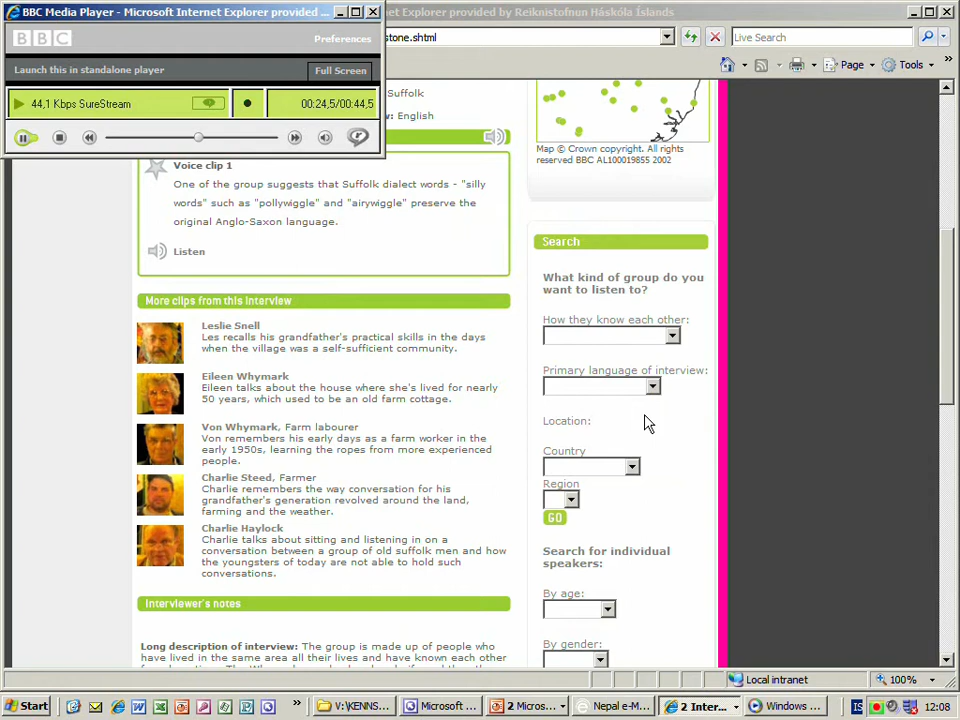 BBC Media Player - Microsoft Internet Explorer provided ...
et Explorer provided by Reiknistofnun Háskóla Íslands
BBC
Preferences
stone.shtml
Live Search
Launch this in standalone player
Full Screen
Page
Tools
44,1 Kbps SureStream
00:24,5/00:44,5
Suffolk
English
Map © Crown copyright. All rights
reserved BBC AL100019855 2002
Voice clip 1
One of the group suggests that Suffolk dialect words - "silly
words" such as "pollywiggle" and "airywiggle" preserve the
original Anglo-Saxon language.
Listen
More clips from this interview
Leslie Snell
Les recalls his grandfather's practical skills in the days
when the village was a self-sufficient community.
Eileen Whymark
Eileen talks about the house where she's lived for nearly
50 years, which used to be an old farm cottage.
Von Whymark, Farm labourer
Von remembers his early days as a farm worker in the
early 1950s, learning the ropes from more experienced
people.
Charlie Steed, Farmer
Charlie remembers the way conversation for his
grandfather's generation revolved around the land,
farming and the weather.
Charlie Haylock
Charlie talks about sitting and listening in on a
conversation between a group of old suffolk men and how
the youngsters of today are not able to hold such
conversations.
Interviewer's notes
Long description of interview: The group is made up of people who
have lived in the same area all their lives and have known each other
Search
What kind of group do you
want to listen to?
How they know each other:
Primary language of interview:
Location:
Country
Region
GO
Search for individual
speakers:
By age:
By gender:
Local intranet
100%
Start
V:\KENNS...
Microsoft ...
2 Micros...
Nepal e-M...
2 Inter...
Windows ...
IS
12:08